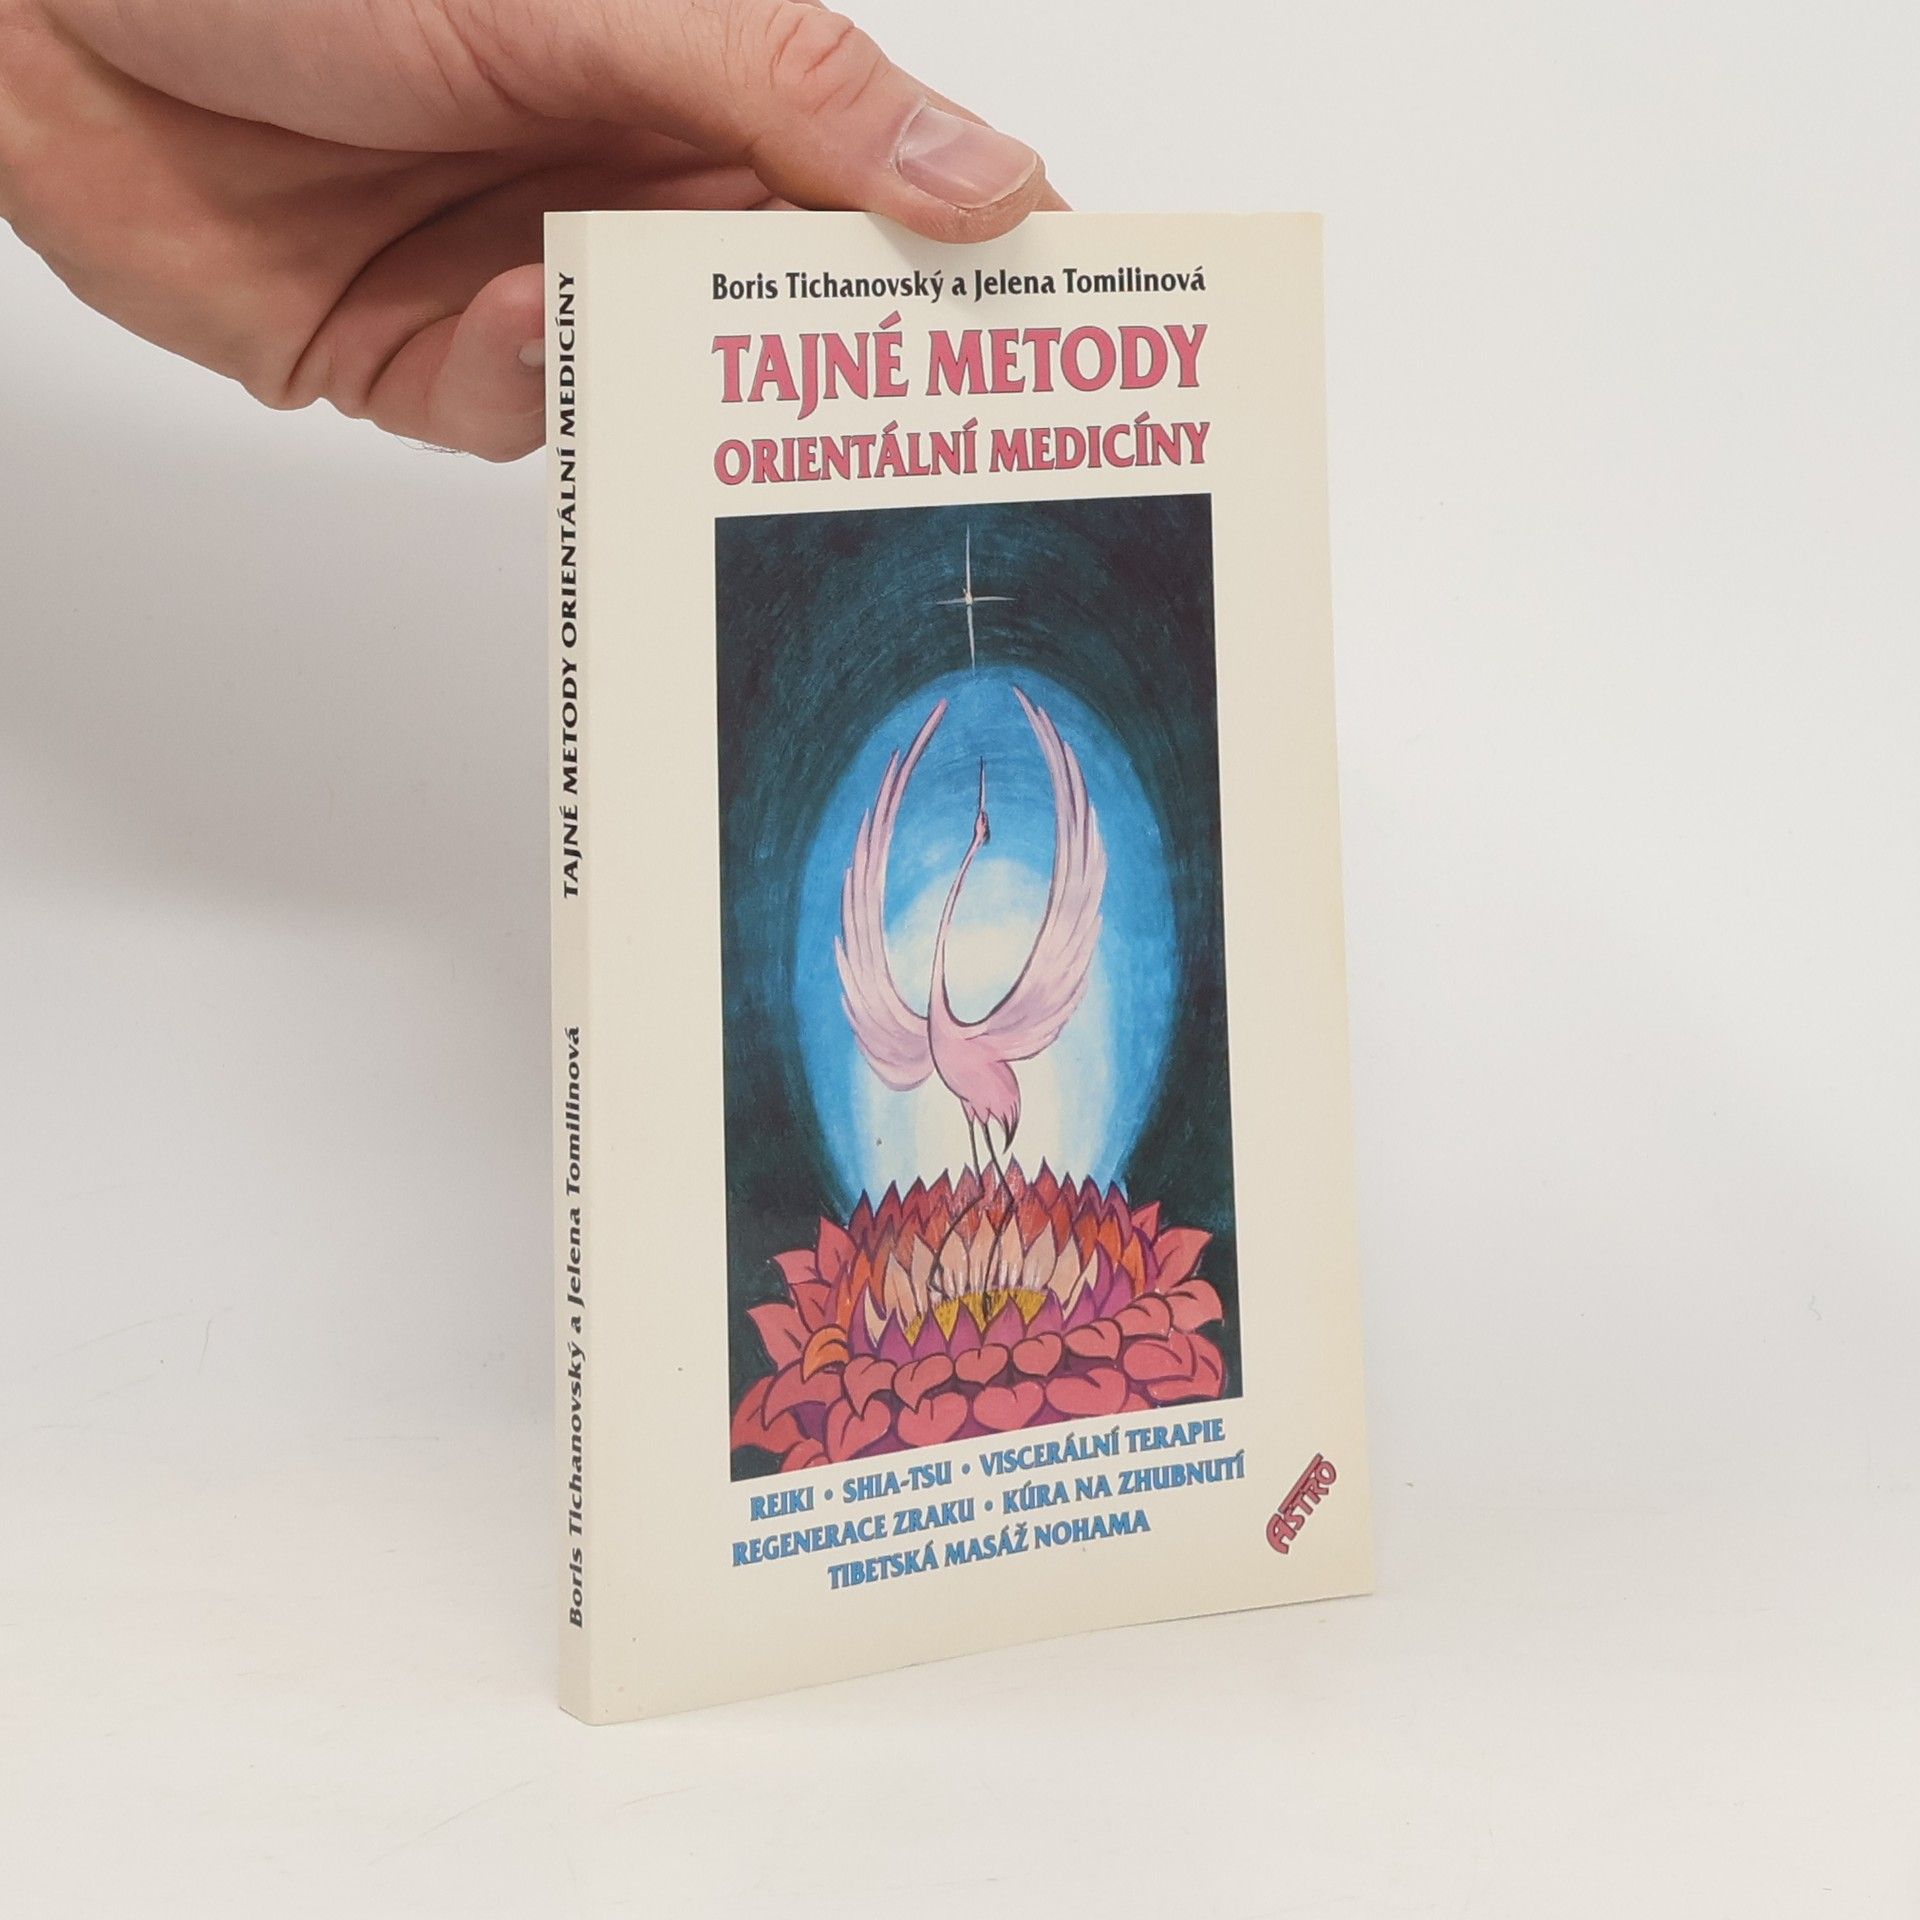 Boris Tichanovský a Jelena Tomilinová
TAJNÉ METODY
ORIENTÁLNÍ MEDICÍNY
REIKI • SHIA-TSU • VISCERÁLNÍ TERAPIE
REGENERACE ZRAKU • KÚRA NA ZHUBNUTÍ
TIBETSKÁ MASÁŽ NOHAMA
ASTRO
Boris Tichanovský a Jelena Tomilinová TAJNÉ METODY ORIENTÁLNÍ MEDICÍNY